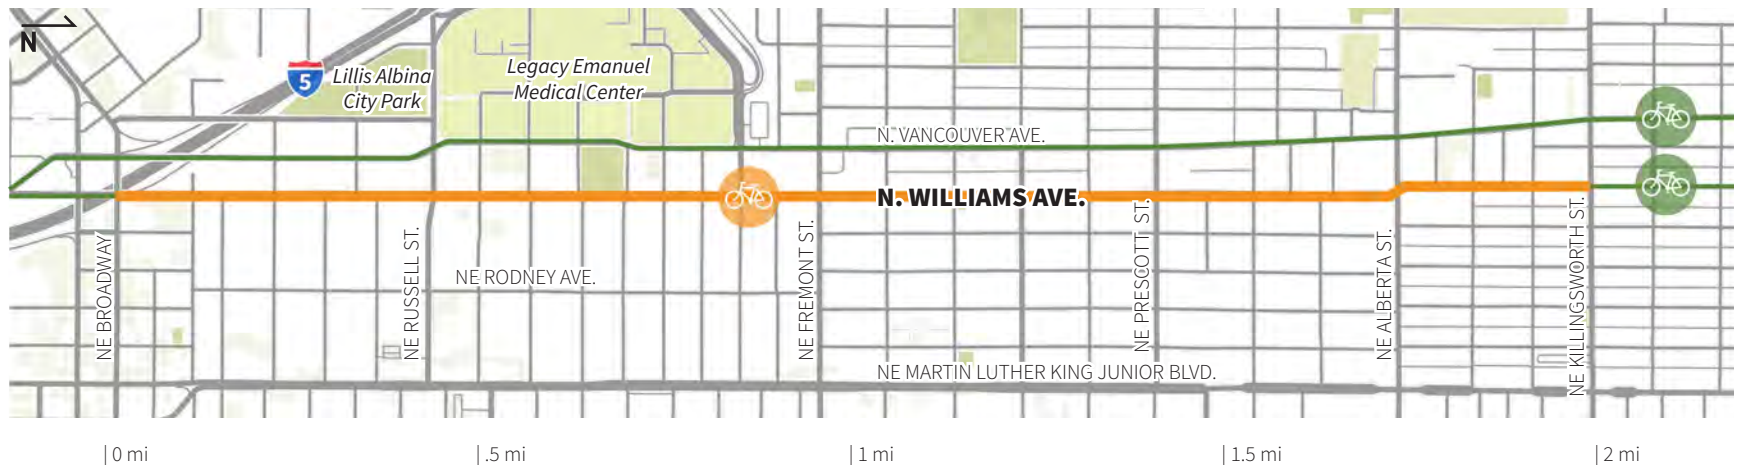 N
5
Lillis Albina
City Park
Legacy Emanuel
Medical Center
N. VANCOUVER AVE.
N. WILLIAMS AVE.
NE BROADWAY
NE RUSSELL ST.
NE RODNEY AVE.
NE FREMONT ST.
NE PRESCOTT ST.
NE ALBERTA ST.
NE KILLINGSWORTH ST.
NE MARTIN LUTHER KING JUNIOR BLVD.
| 0 mi
| .5 mi
| 1 mi
| 1.5 mi
| 2 mi